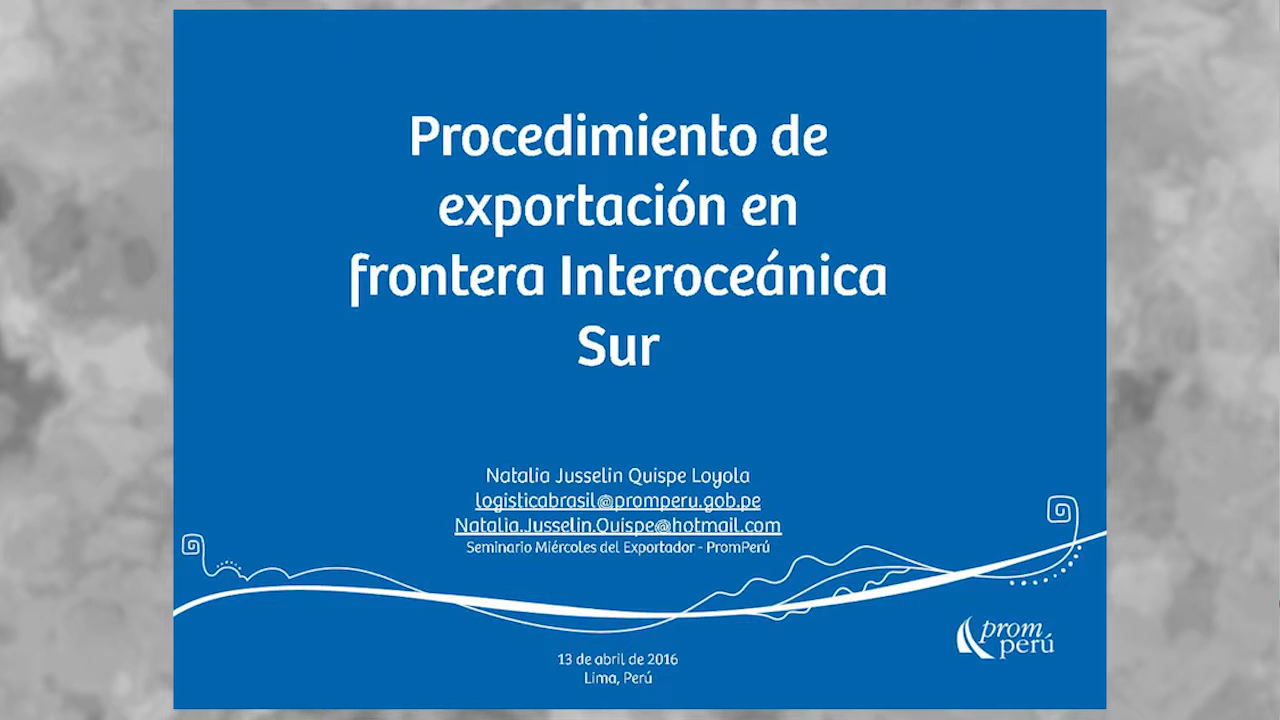 Procedimiento de
exportación en
frontera Interoceánica
Sur
Natalia Jusselin Quispe Loyola
logisticabrasil@promperu.gob.pe
Natalia.Jusselin.Quispe@hotmail.com
Seminario Miércoles del Exportador - PromPerú
prom
perú
13 de abril de 2016
Lima, Perú